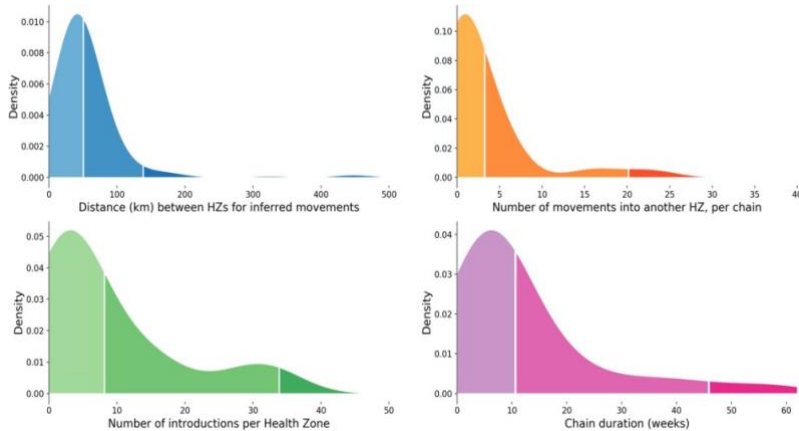 0.010
0.008
0.006
0.004
0.002
0.000
Density
0 100 200 300 400 500
Distance (km) between HZs for inferred movements
0.10
0.08
0.06
0.04
0.02
0.00
Density
0 5 10 15 20 25 30 35 40
Number of movements into another HZ, per chain
0.05
0.04
0.03
0.02
0.01
0.00
Density
0 10 20 30 40 50
Number of introductions per Health Zone
0.04
0.03
0.02
0.01
0.00
Density
0 10 20 30 40 50 60
Chain duration (weeks)